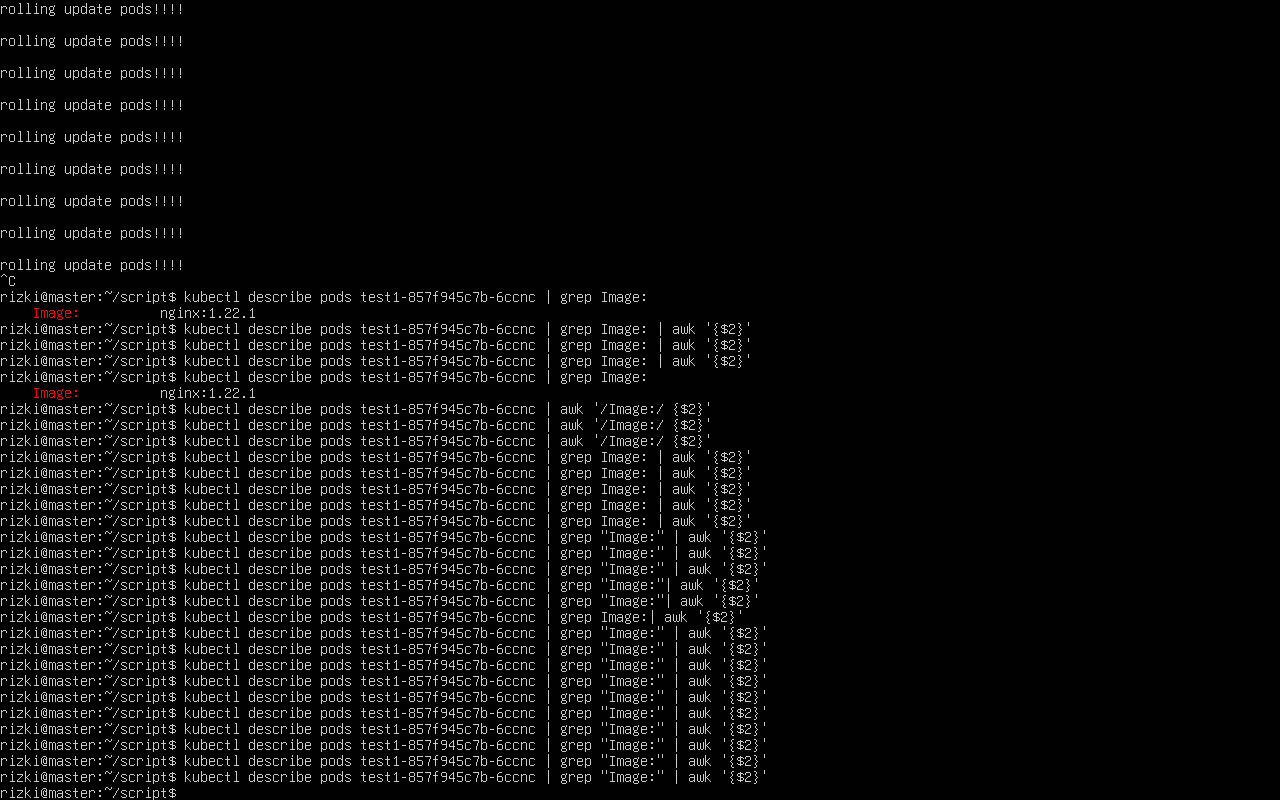 rolling update pods!!!!
rolling update pods!!!!
rolling update pods!!!!
rolling update pods!!!!
rolling update pods!!!!
rolling update pods!!!!
rolling update pods!!!!
rolling update pods!!!!
rolling update pods!!!!
^C
rizki@master:~/script$ kubectl describe pods test1-857f945c7b-6ccnc | grep Image:
    Image:          nginx:1.22.1
rizki@master:~/script$ kubectl describe pods test1-857f945c7b-6ccnc | grep Image: | awk '{$2}'
rizki@master:~/script$ kubectl describe pods test1-857f945c7b-6ccnc | grep Image: | awk '{$2}'
rizki@master:~/script$ kubectl describe pods test1-857f945c7b-6ccnc | grep Image: | awk '{$2}'
rizki@master:~/script$ kubectl describe pods test1-857f945c7b-6ccnc | grep Image:
    Image:          nginx:1.22.1
rizki@master:~/script$ kubectl describe pods test1-857f945c7b-6ccnc | awk '/Image:/ {$2}'
rizki@master:~/script$ kubectl describe pods test1-857f945c7b-6ccnc | awk '/Image:/ {$2}'
rizki@master:~/script$ kubectl describe pods test1-857f945c7b-6ccnc | awk '/Image:/ {$2}'
rizki@master:~/script$ kubectl describe pods test1-857f945c7b-6ccnc | grep Image: | awk '{$2}'
rizki@master:~/script$ kubectl describe pods test1-857f945c7b-6ccnc | grep Image: | awk '{$2}'
rizki@master:~/script$ kubectl describe pods test1-857f945c7b-6ccnc | grep Image: | awk '{$2}'
rizki@master:~/script$ kubectl describe pods test1-857f945c7b-6ccnc | grep Image: | awk '{$2}'
rizki@master:~/script$ kubectl describe pods test1-857f945c7b-6ccnc | grep Image: | awk '{$2}'
rizki@master:~/script$ kubectl describe pods test1-857f945c7b-6ccnc | grep "Image:" | awk '{$2}'
rizki@master:~/script$ kubectl describe pods test1-857f945c7b-6ccnc | grep "Image:" | awk '{$2}'
rizki@master:~/script$ kubectl describe pods test1-857f945c7b-6ccnc | grep "Image:" | awk '{$2}'
rizki@master:~/script$ kubectl describe pods test1-857f945c7b-6ccnc | grep "Image:"| awk '{$2}'
rizki@master:~/script$ kubectl describe pods test1-857f945c7b-6ccnc | grep "Image:"| awk '{$2}'
rizki@master:~/script$ kubectl describe pods test1-857f945c7b-6ccnc | grep Image:| awk '{$2}'
rizki@master:~/script$ kubectl describe pods test1-857f945c7b-6ccnc | grep "Image:" | awk '{$2}'
rizki@master:~/script$ kubectl describe pods test1-857f945c7b-6ccnc | grep "Image:" | awk '{$2}'
rizki@master:~/script$ kubectl describe pods test1-857f945c7b-6ccnc | grep "Image:" | awk '{$2}'
rizki@master:~/script$ kubectl describe pods test1-857f945c7b-6ccnc | grep "Image:" | awk '{$2}'
rizki@master:~/script$ kubectl describe pods test1-857f945c7b-6ccnc | grep "Image:" | awk '{$2}'
rizki@master:~/script$ kubectl describe pods test1-857f945c7b-6ccnc | grep "Image:" | awk '{$2}'
rizki@master:~/script$ kubectl describe pods test1-857f945c7b-6ccnc | grep "Image:" | awk '{$2}'
rizki@master:~/script$ kubectl describe pods test1-857f945c7b-6ccnc | grep "Image:" | awk '{$2}'
rizki@master:~/script$ kubectl describe pods test1-857f945c7b-6ccnc | grep "Image:" | awk '{$2}'
rizki@master:~/script$ kubectl describe pods test1-857f945c7b-6ccnc | grep "Image:" | awk '{$2}'
rizki@master:~/script$